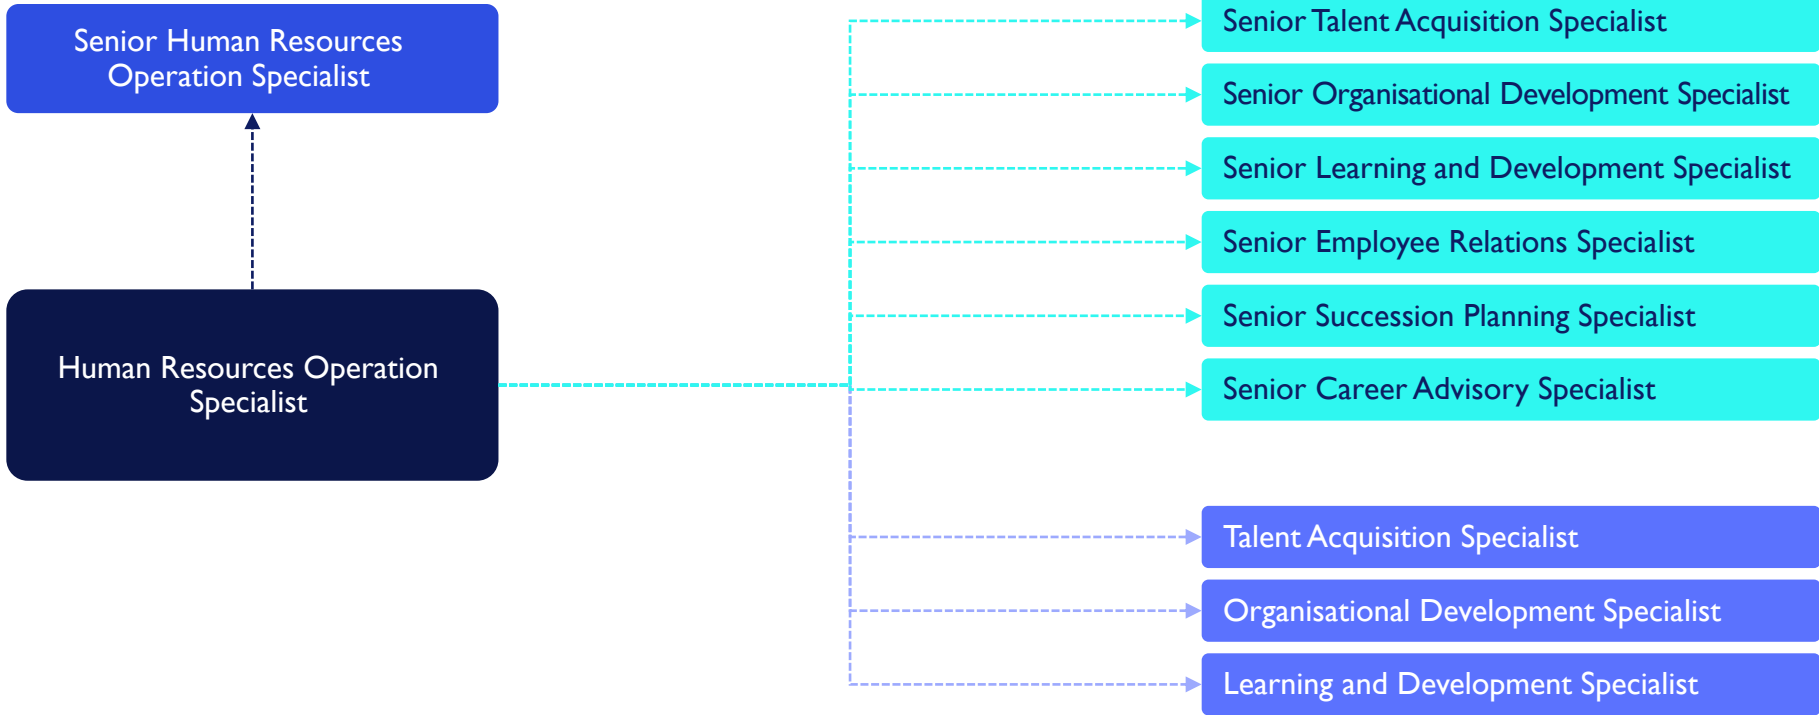 Senior Human Resources
Operation Specialist
Human Resources Operation
Specialist
Senior Talent Acquisition Specialist
Senior Organisational Development Specialist
Senior Learning and Development Specialist
Senior Employee Relations Specialist
Senior Succession Planning Specialist
Senior Career Advisory Specialist
Talent Acquisition Specialist
Organisational Development Specialist
Learning and Development Specialist